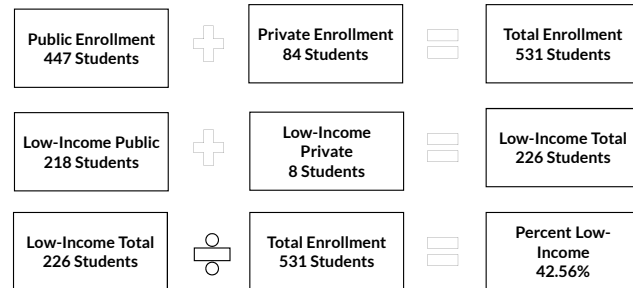 Public Enrollment
447 Students
Private Enrollment
84 Students
Total Enrollment
531 Students
Low-Income Public
218 Students
Low-Income
Private
8 Students
Low-Income Total
226 Students
Low-Income Total
226 Students
Total Enrollment
531 Students
Percent Low-
Income
42.56%